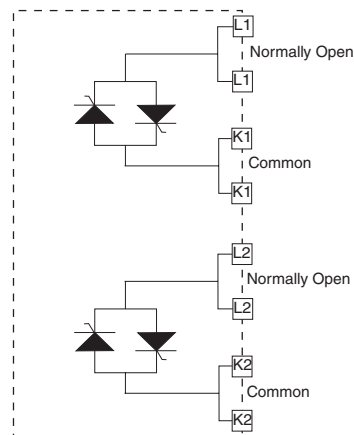 L1
Normally Open
L1
K1
Common
K1
L2
Normally Open
L2
K2
Common
K2